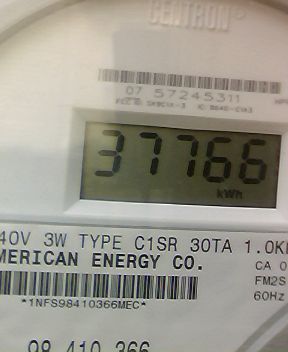 CENTRON®
07 57245311
37766
kWh
40V 3W TYPE C1SR 30TA 1.0K
MERICAN ENERGY CO.
CA 0
FM2S
60Hz
*1NFS98410366MEC*
98 410 366